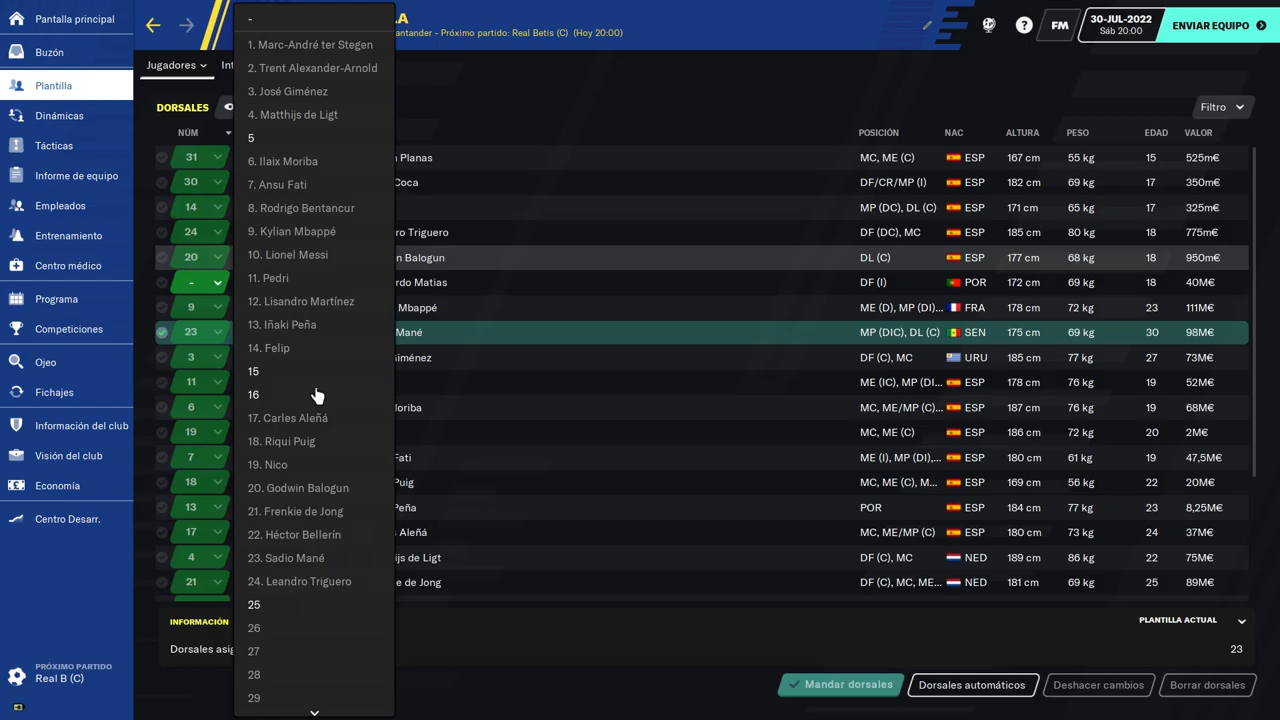 Pantalla principal
Buzón
Plantilla
Dinámicas
Tácticas
Informe de equipo
Empleados
Entrenamiento
Centro médico
Programa
Competiciones
Ojeo
Fichajes
Información del club
Visión del club
Economía
Centro Desarr.
PRÓXIMO PARTIDO
Real B (C)
LA
antander - Próximo partido: Real Betis (C) (Hoy 20:00)
FM
30-JUL-2022
Sáb 20:00
ENVIAR EQUIPO
Jugadores
Int
DORSALES
Filtro
-
1. Marc-André ter Stegen
2. Trent Alexander-Arnold
3. José Giménez
4. Matthijs de Ligt
5
6. Ilaix Moriba
7. Ansu Fati
8. Rodrigo Bentancur
9. Kylian Mbappé
10. Lionel Messi
11. Pedri
12. Lisandro Martínez
13. Iñaki Peña
14. Felip
15
16
17. Carles Aleñá
18. Riqui Puig
19. Nico
20. Godwin Balogun
21. Frenkie de Jong
22. Héctor Bellerín
23. Sadio Mané
24. Leandro Triguero
25
26
27
28
29
NÚM POSICIÓN NAC ALTURA PESO EDAD VALOR
31 n Planas MC, ME (C) ESP 167 cm 55 kg 15 525m€
30 Coca DF/CR/MP (I) ESP 182 cm 69 kg 17 350m€
14 MP (DC), DL (C) ESP 171 cm 65 kg 17 325m€
24 ro Triguero DF (DC), MC ESP 185 cm 80 kg 18 775m€
20 n Balogun DL (C) ESP 177 cm 68 kg 18 950m€
- rdo Matias DF (I) POR 172 cm 69 kg 18 40M€
9 Mbappé ME (D), MP (DI)... FRA 178 cm 72 kg 23 111M€
23 Mané MP (DIC), DL (C) SEN 175 cm 69 kg 30 98M€
3 Giménez DF (C), MC URU 185 cm 77 kg 27 73M€
11 ME (IC), MP (DI... ESP 178 cm 76 kg 19 52M€
6 Moriba MC, ME/MP (C)... ESP 187 cm 76 kg 19 68M€
19 MC, ME (C) ESP 186 cm 72 kg 20 2M€
7 Fati ME (I), MP (DI),... ESP 180 cm 61 kg 19 47,5M€
18 Puig MC, ME (C), M... ESP 169 cm 56 kg 22 20M€
13 Peña POR ESP 184 cm 77 kg 23 8,25M€
17 Aleñá MC, ME/MP (C) ESP 180 cm 73 kg 24 37M€
4 ijs de Ligt DF (C), MC NED 189 cm 86 kg 22 75M€
21 e de Jong DF (C), MC, ME... NED 181 cm 69 kg 25 89M€
INFORMACIÓN PLANTILLA ACTUAL
Dorsales asig 23
Mandar dorsales
Dorsales automáticos
Deshacer cambios
Borrar dorsales